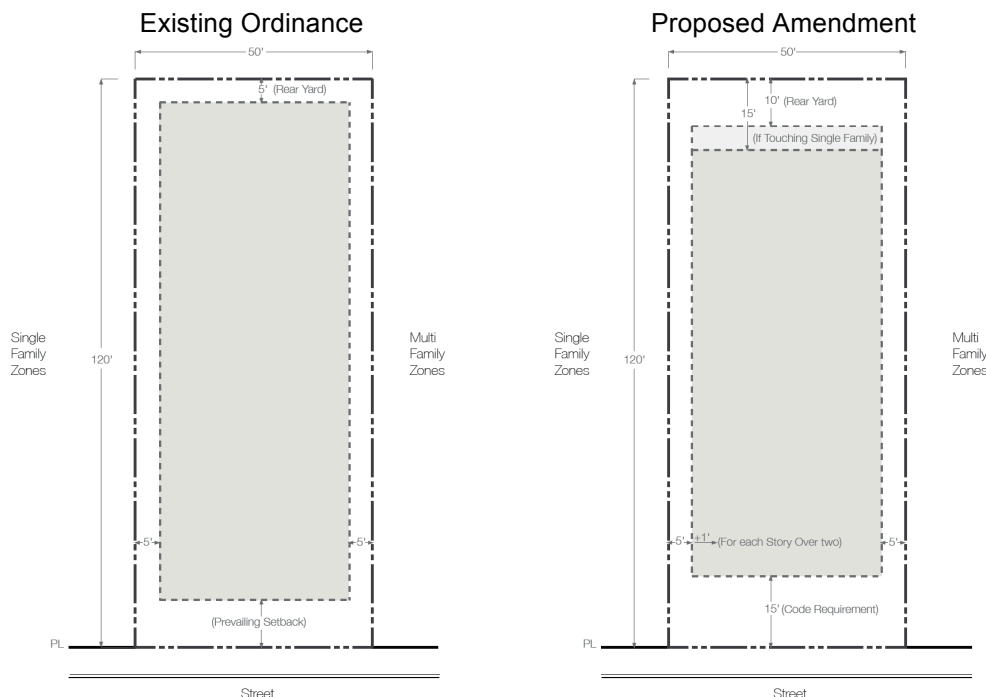 Existing Ordinance
50'
5' (Rear Yard)
Single
Family
Zones
120'
Multi
Family
Zones
5'
5'
(Prevailing Setback)
PL
Street
Proposed Amendment
50'
10' (Rear Yard)
15'
(If Touching Single Family)
Single
Family
Zones
120'
Multi
Family
Zones
5'
+1'
(For each Story Over two)
5'
15' (Code Requirement)
PL
Street